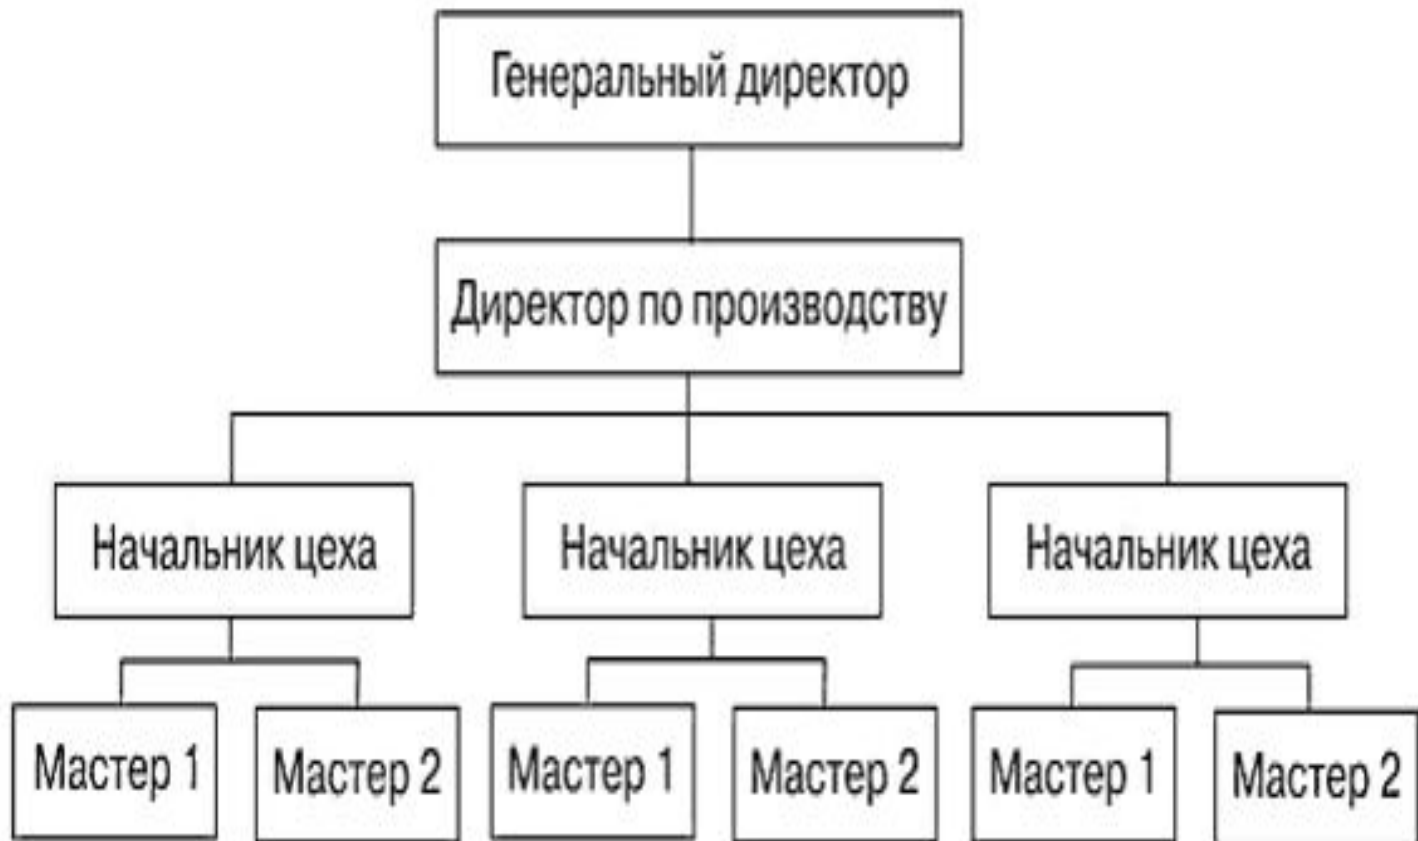 Генеральный директор
Директор по производству
Начальник цеха
Начальник цеха
Начальник цеха
Мастер 1
Мастер 2
Мастер 1
Мастер 2
Мастер 1
Мастер 2